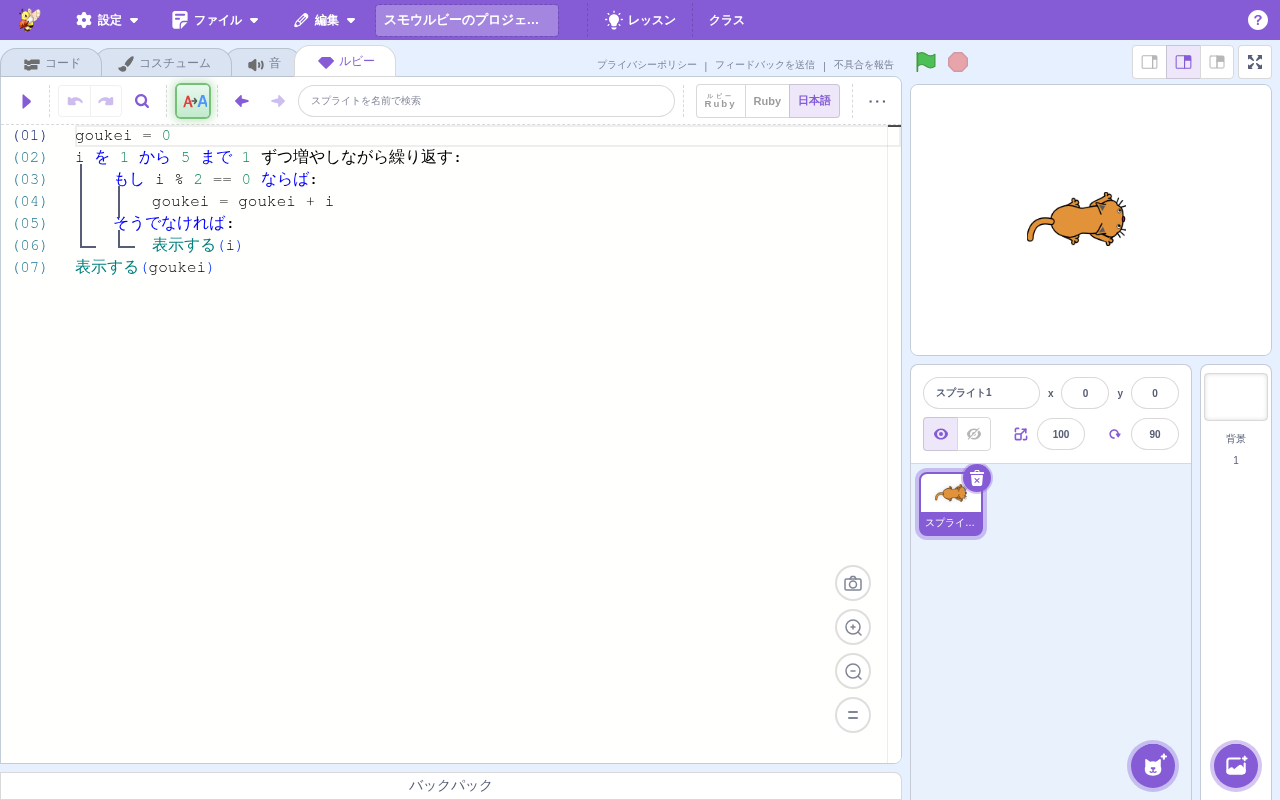 設定 ファイル 編集 スモウルビーのプロジェ… レッスン クラス ?
コード コスチューム 音 ルビー プライバシーポリシー | フィードバックを送信 | 不具合を報告
A→A スプライトを名前で検索 ルビー Ruby Ruby 日本語 …
(01) goukei = 0
(02) i を 1 から 5 まで 1 ずつ増やしながら繰り返す:
(03) もし i % 2 == 0 ならば:
(04) goukei = goukei + i
(05) そうでなければ:
(06) 表示する(i)
(07) 表示する(goukei)
スプライト1 x 0 y 0
100 90
スプライ…
背景
1
バックパック